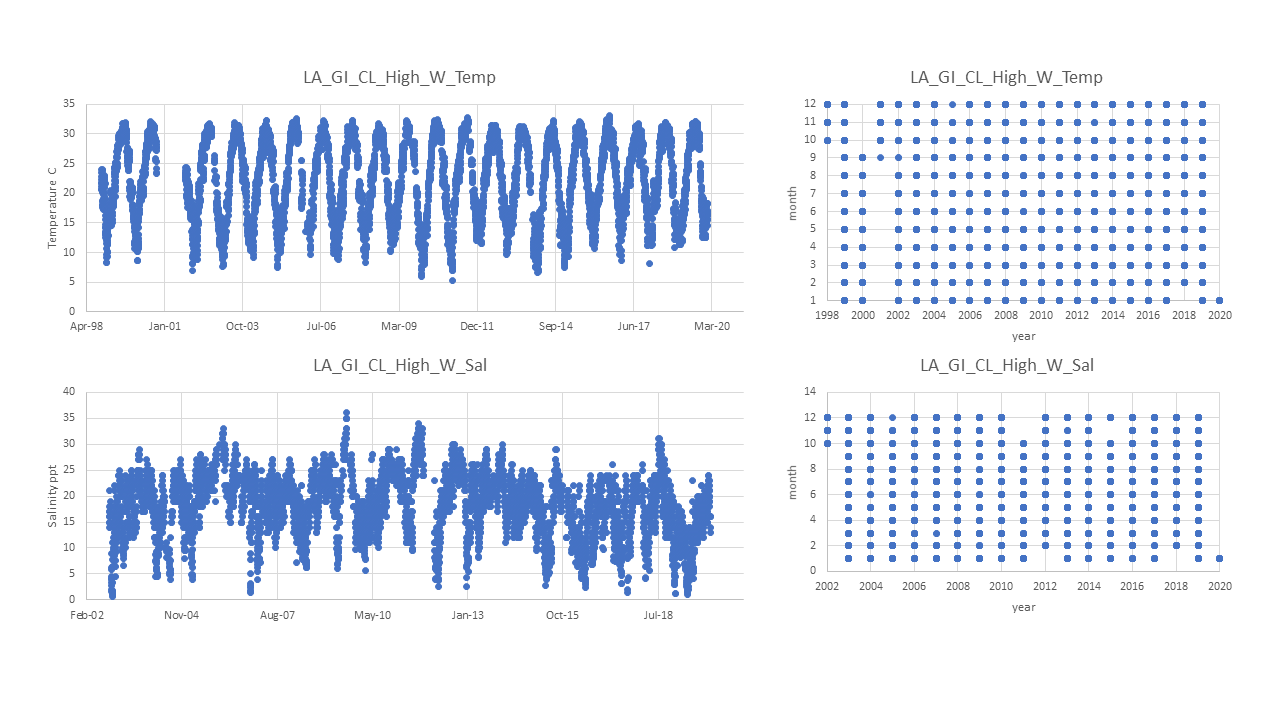 LA_GI_CL_High_W_Temp
35
30
25
20
15
10
5
0
Temperature C
Apr-98 Jan-01 Oct-03 Jul-06 Mar-09 Dec-11 Sep-14 Jun-17 Mar-20
LA_GI_CL_High_W_Temp
12
11
10
9
8
7
6
5
4
3
2
1
month
1998 2000 2002 2004 2006 2008 2010 2012 2014 2016 2018 2020
year
LA_GI_CL_High_W_Sal
40
35
30
25
20
15
10
5
0
Salinity ppt
Feb-02 Nov-04 Aug-07 May-10 Jan-13 Oct-15 Jul-18
LA_GI_CL_High_W_Sal
14
12
10
8
6
4
2
0
month
2002 2004 2006 2008 2010 2012 2014 2016 2018 2020
year